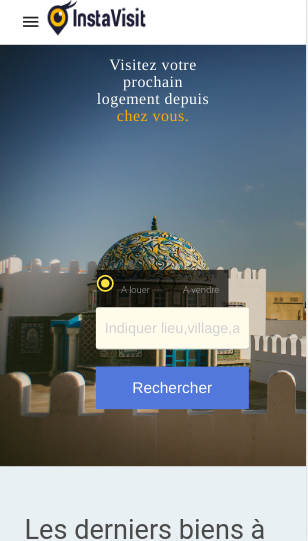 InstaVisit
Visitez votre
prochain
logement depuis
chez vous.
A louer A vendre
Indiquer lieu,village,a
Rechercher
Les derniers biens à